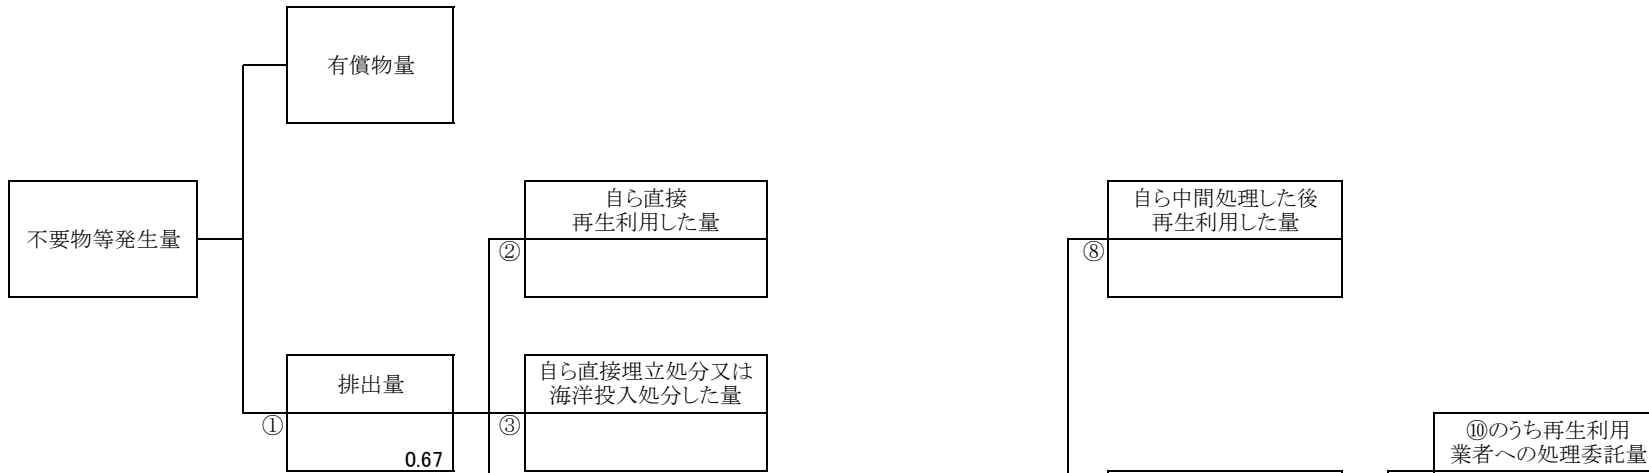 有償物量
不要物等発生量
自ら直接
再生利用した量
②
自ら中間処理した後
再生利用した量
⑧
排出量
①
0.67
自ら直接埋立処分又は
海洋投入処分した量
③
⑩のうち再生利用
業者への処理委託量